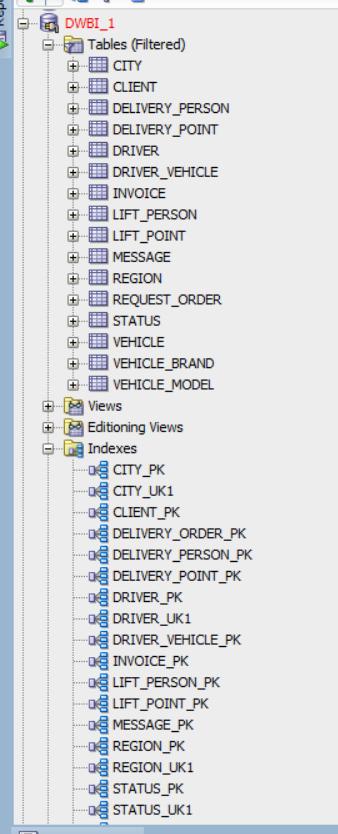 DWBI_1
Tables (Filtered)
CITY
CLIENT
DELIVERY_PERSON
DELIVERY_POINT
DRIVER
DRIVER_VEHICLE
INVOICE
LIFT_PERSON
LIFT_POINT
MESSAGE
REGION
REQUEST_ORDER
STATUS
VEHICLE
VEHICLE_BRAND
VEHICLE_MODEL
Views
Editioning Views
Indexes
CITY_PK
CITY_UK1
CLIENT_PK
DELIVERY_ORDER_PK
DELIVERY_PERSON_PK
DELIVERY_POINT_PK
DRIVER_PK
DRIVER_UK1
DRIVER_VEHICLE_PK
INVOICE_PK
LIFT_PERSON_PK
LIFT_POINT_PK
MESSAGE_PK
REGION_PK
REGION_UK1
STATUS_PK
STATUS_UK1